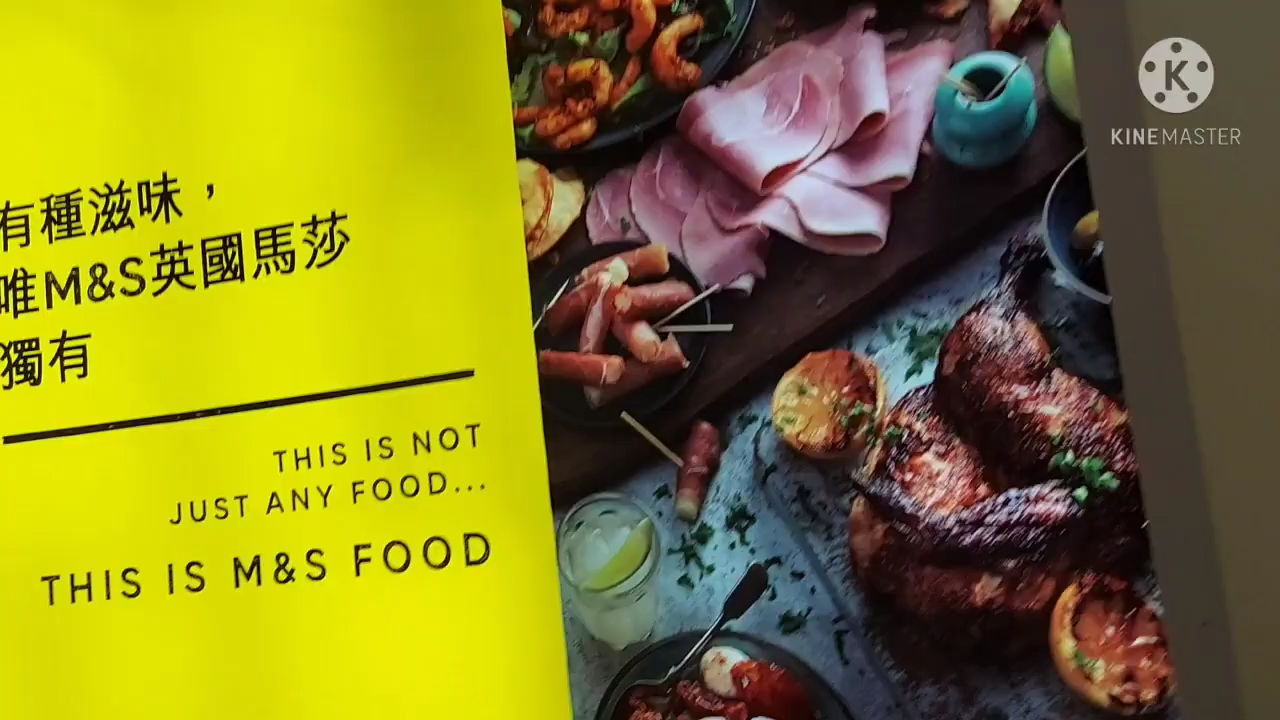 有種滋味，
唯M&S英國馬莎
獨有
THIS IS NOT
JUST ANY FOOD...
THIS IS M&S FOOD
K
KINEMASTER